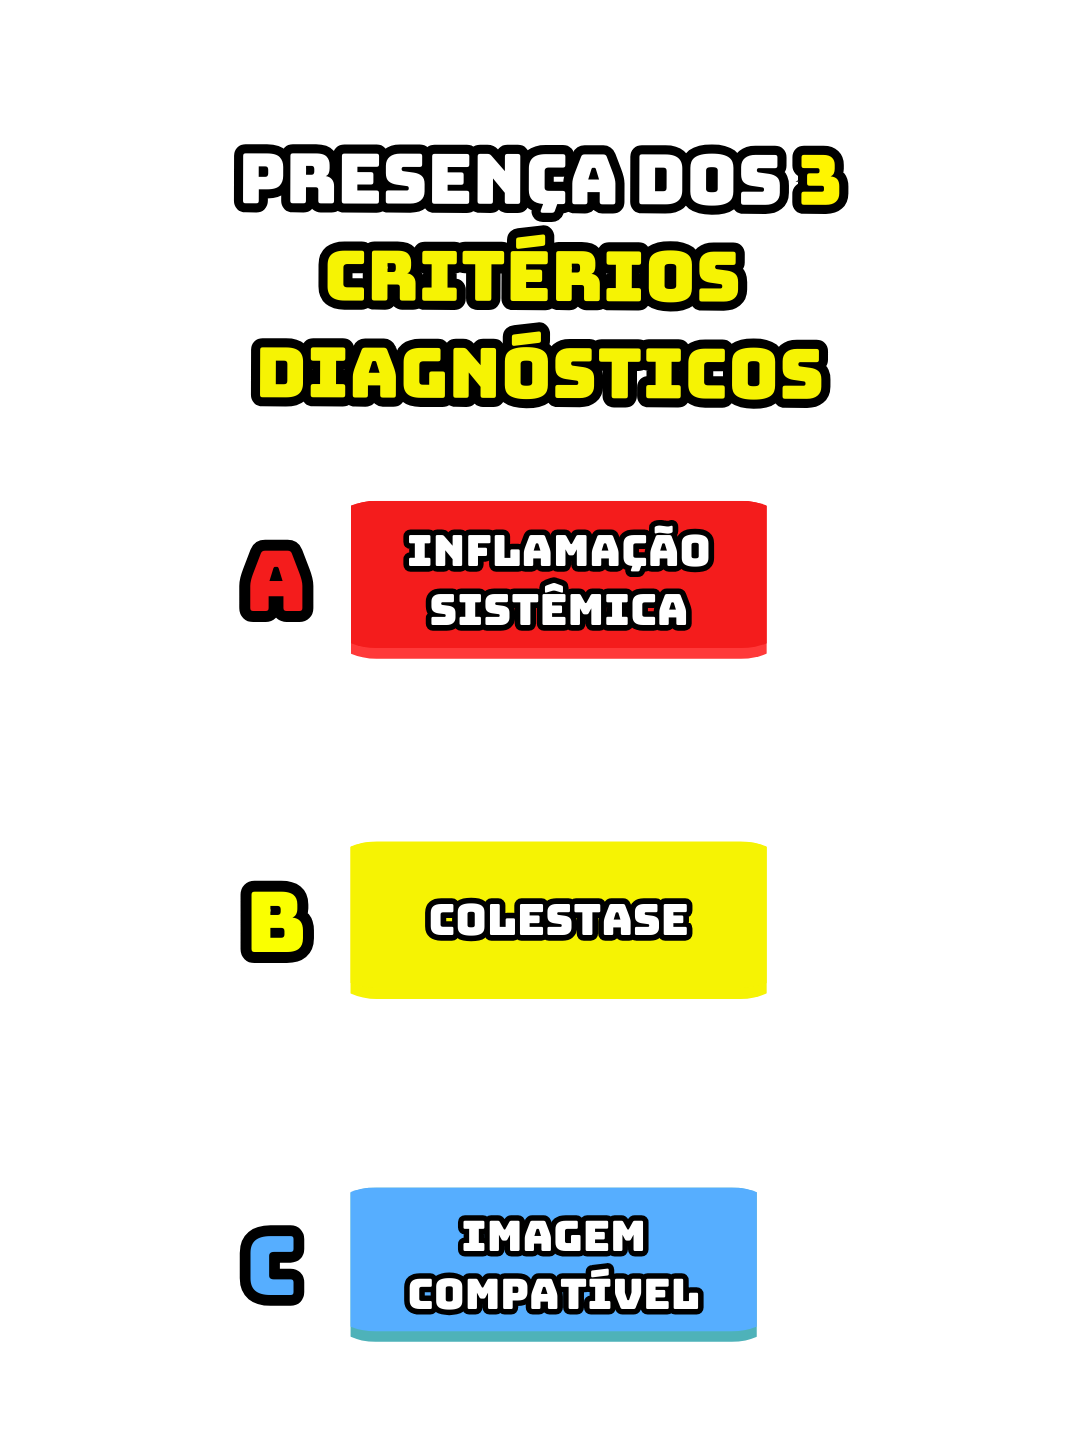 PRESENÇA DOS 3
CRITÉRIOS
DIAGNÓSTICOS
A
INFLAMAÇÃO
SISTÊMICA
B
COLESTASE
C
IMAGEM
COMPATÍVEL